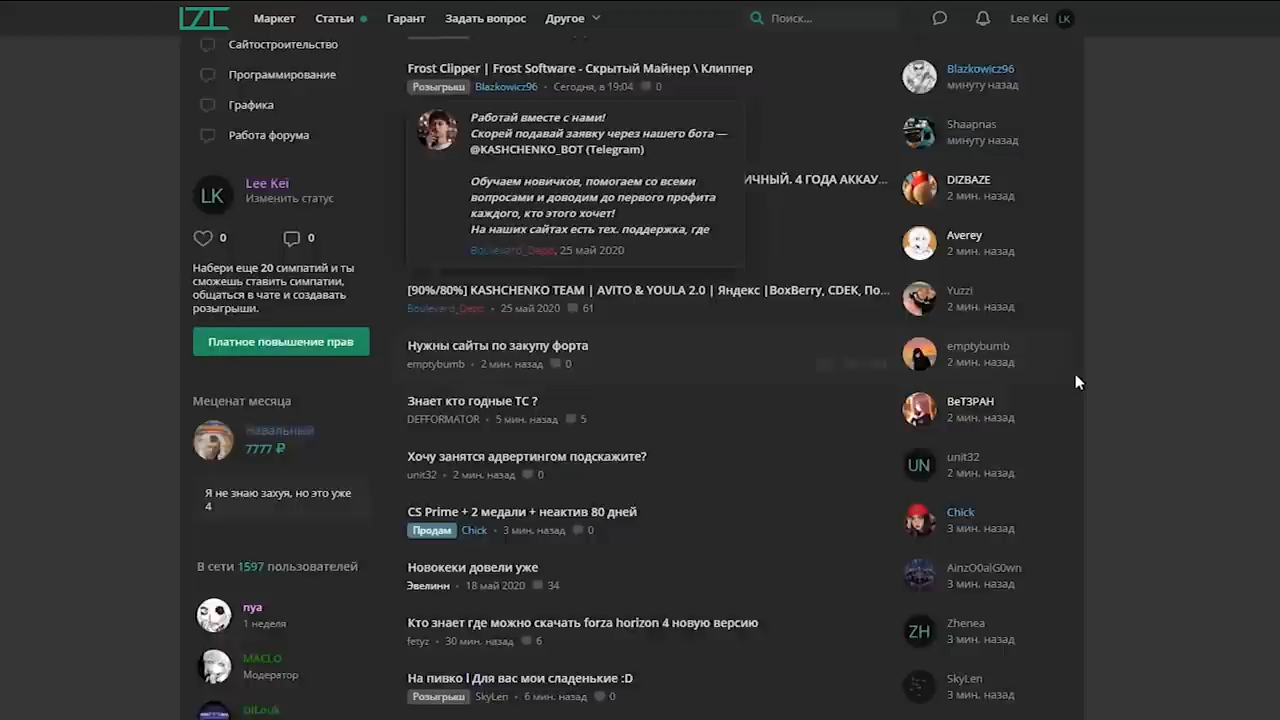 LZT Маркет Статьи Гарант Задать вопрос Другое Поиск... Lee Kei LK
Сайтостроительство
Программирование
Графика
Работа форума
LK Lee Kei
Изменить статус
0 0
Набери еще 20 симпатий и ты
сможешь ставить симпатии,
общаться в чате и создавать
розыгрыши.
Платное повышение прав
Меценат месяца
Навальный
7777 ₽
Я не знаю захуя, но это уже
4
В сети 1597 пользователей
nya
1 неделя
MACLO
Модератор
Frost Clipper | Frost Software - Скрытый Майнер \ Клиппер
Розыгрыш Blazkowicz96 · Сегодня, в 19:04 0
Работай вместе с нами!
Скорей подавай заявку через нашего бота —
@KASHCHENKO_BOT (Telegram)
Обучаем новичков, помогаем со всеми
вопросами и доводим до первого профита
каждого, кто этого хочет!
На наших сайтах есть тех. поддержка, где
Boulevard_Depo, 25 май 2020
ИЧНЫЙ. 4 ГОДА АККАУ...
[90%/80%] KASHCHENKO TEAM | AVITO & YOULA 2.0 | Яндекс |BoxBerry, CDEK, По...
Boulevard_Depo · 25 май 2020 61
Нужны сайты по закупу форта
emptybumb · 2 мин. назад 0
Знает кто годные ТС ?
DEFFORMATOR · 5 мин. назад 5
Хочу занятся адвертингом подскажите?
unit32 · 2 мин. назад 0
CS Prime + 2 медали + неактив 80 дней
Продам Chick · 3 мин. назад 0
Новокеки довели уже
Эвелинн · 18 май 2020 34
Кто знает где можно скачать forza horizon 4 новую версию
fetyz · 30 мин. назад 6
На пивко l Для вас мои сладенькие :D
Розыгрыш SkyLen · 6 мин. назад 0
Blazkowicz96
минуту назад
Shaapnas
минуту назад
DIZBAZE
2 мин. назад
Averey
2 мин. назад
Yuzzi
2 мин. назад
emptybumb
2 мин. назад
ВеТЗРАН
2 мин. назад
UN unit32
2 мин. назад
Chick
3 мин. назад
AinzO0alG0wn
3 мин. назад
ZH Zhenea
3 мин. назад
SkyLen
3 мин. назад